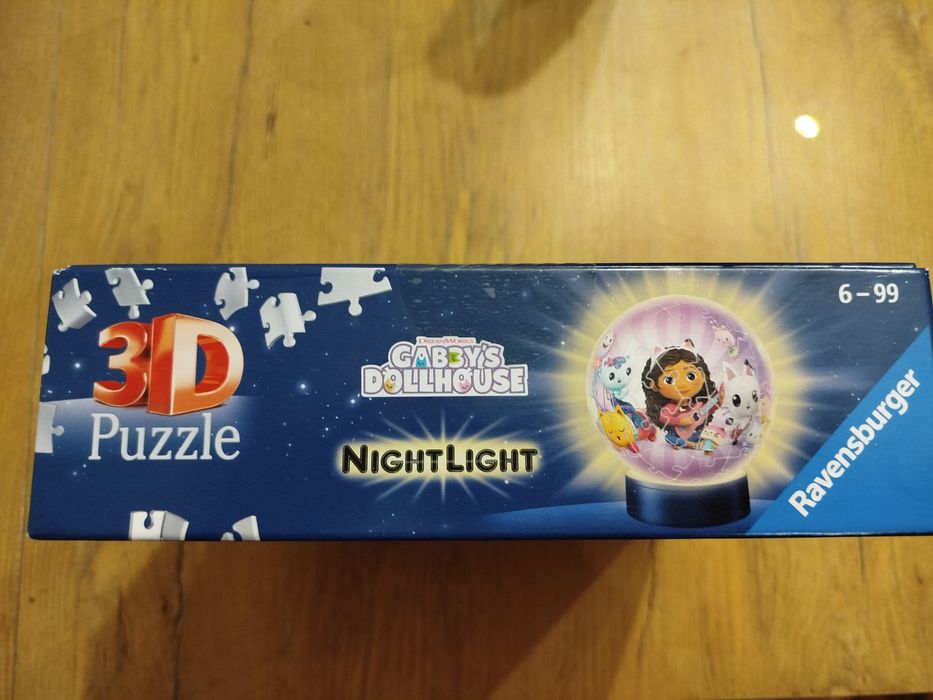 3D
Puzzle
DREAMWORKS
GABBY'S
DOLLHOUSE
NIGHTLIGHT
6–99
Ravensburger